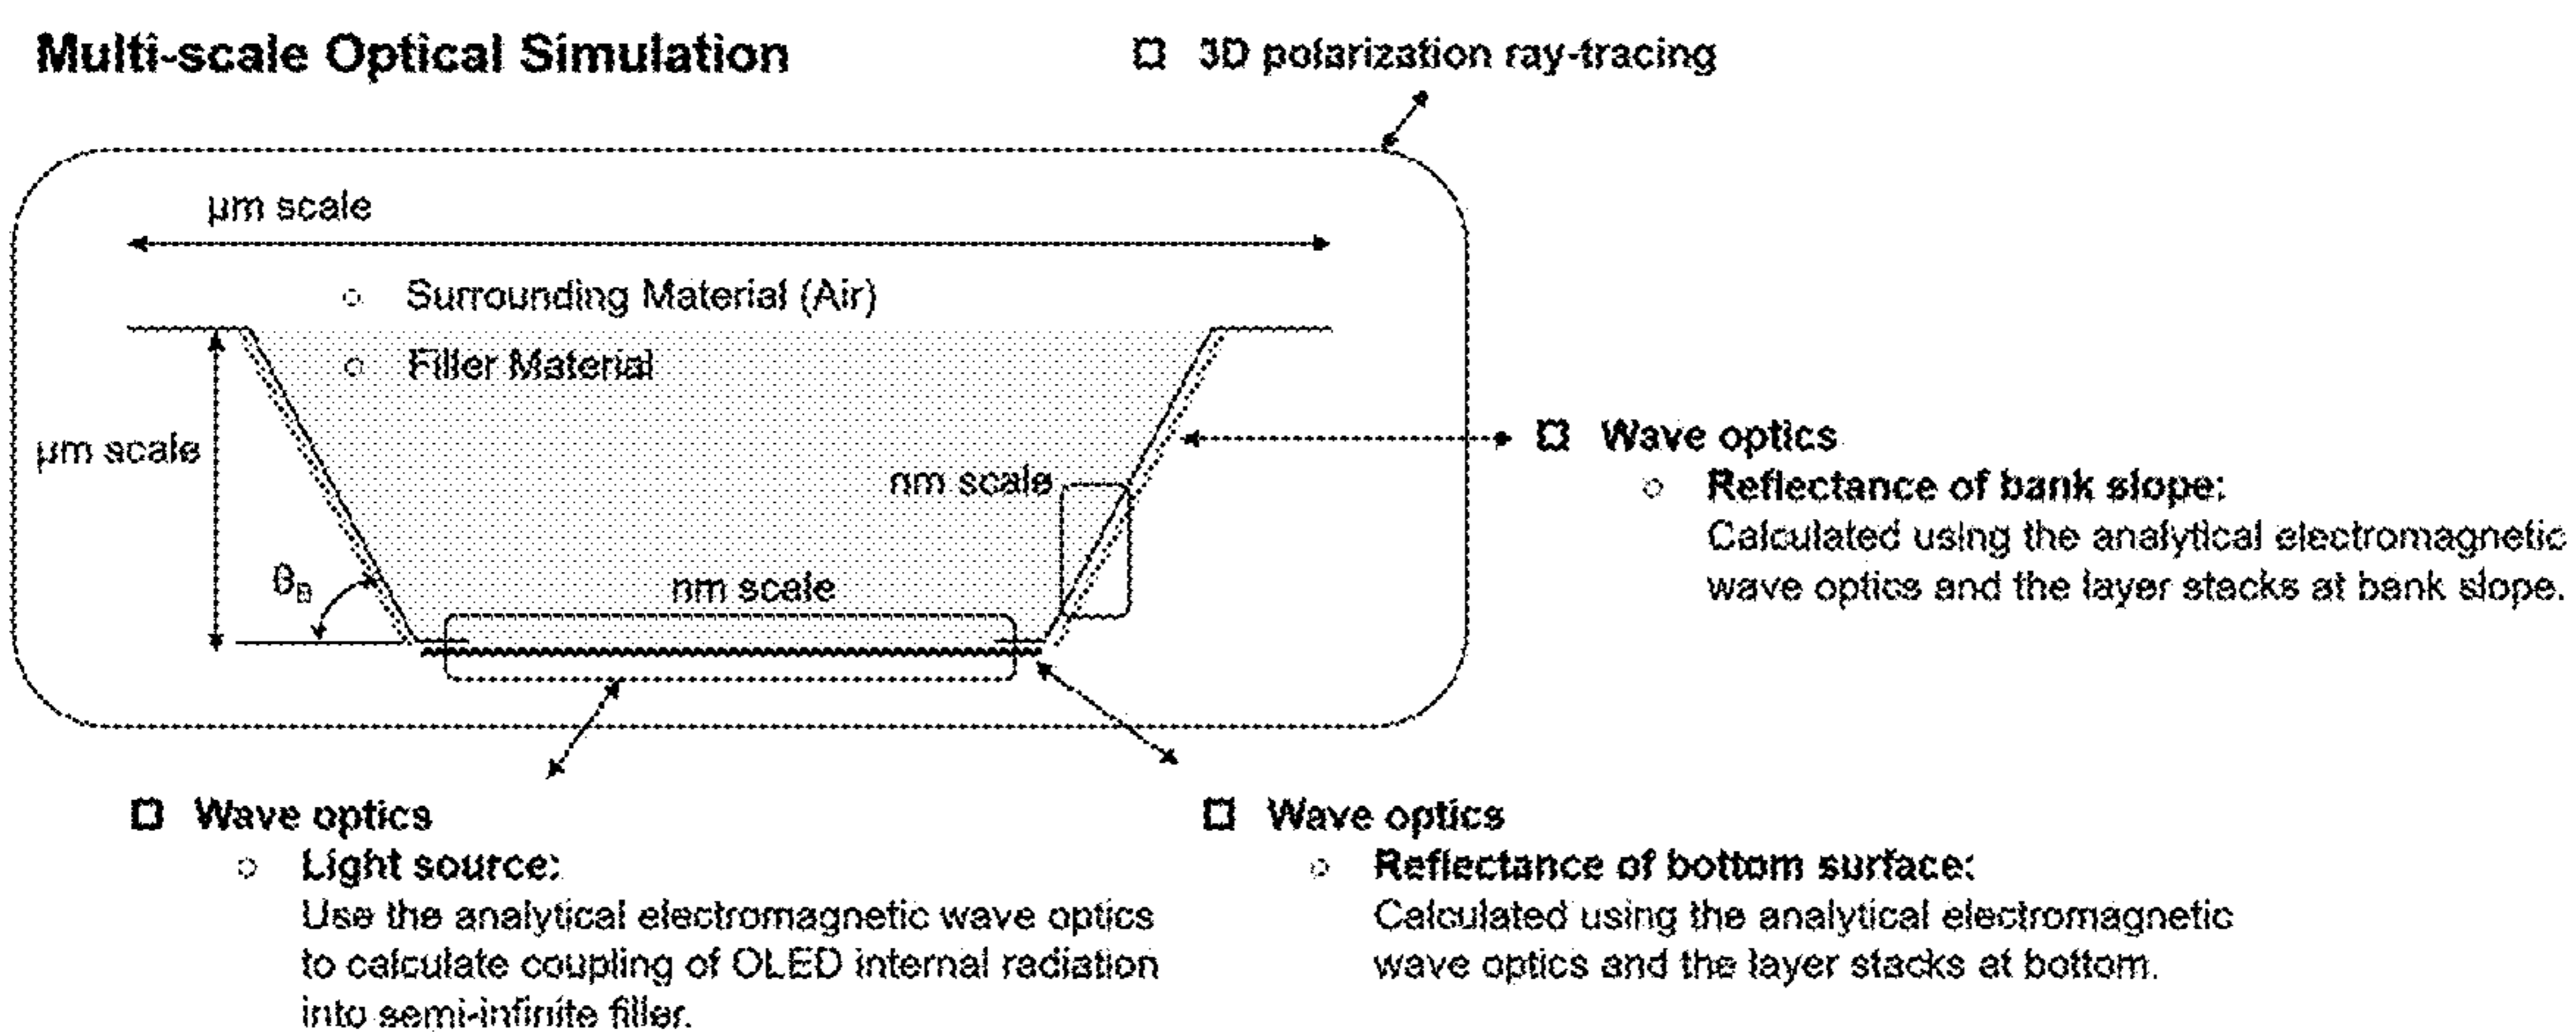 Multi-scale Optical Simulation
3D polarization ray-tracing
μm scale
Surrounding Material (Air)
Filler Material
μm scale
nm scale
nm scale
θB
Wave optics
Reflectance of bank slope:
Calculated using the analytical electromagnetic
wave optics and the layer stacks at bank slope.
Wave optics
Light source:
Use the analytical electromagnetic wave optics
to calculate coupling of OLED internal radiation
into semi-infinite filler.
Wave optics
Reflectance of bottom surface:
Calculated using the analytical electromagnetic
wave optics and the layer stacks at bottom.